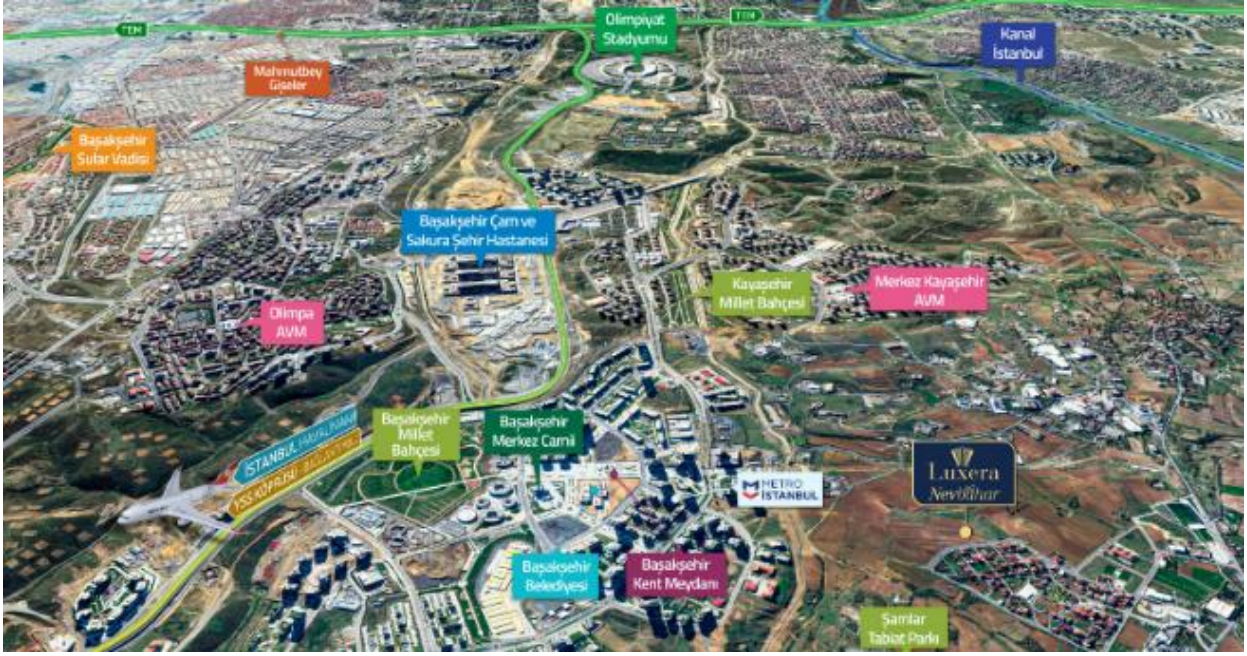 TEM
Olimpiyat
Stadyumu
TEM
Kanal
İstanbul
Mahmutbey
Gişeler
Başakşehir
Sular Vadisi
Başakşehir Çam ve
Sakura Şehir Hastanesi
Kayaşehir
Millet Bahçesi
Merkez Kayaşehir
AVM
Olimpa
AVM
İSTANBUL HAVALİMANI
YSS KÖPRÜSÜ
Başakşehir
Millet
Bahçesi
Başakşehir
Merkez Camii
METRO
İSTANBUL
Luxera
Nevbahar
Başakşehir
Belediyesi
Başakşehir
Kent Meydanı
Şamlar
Tabiat Parkı